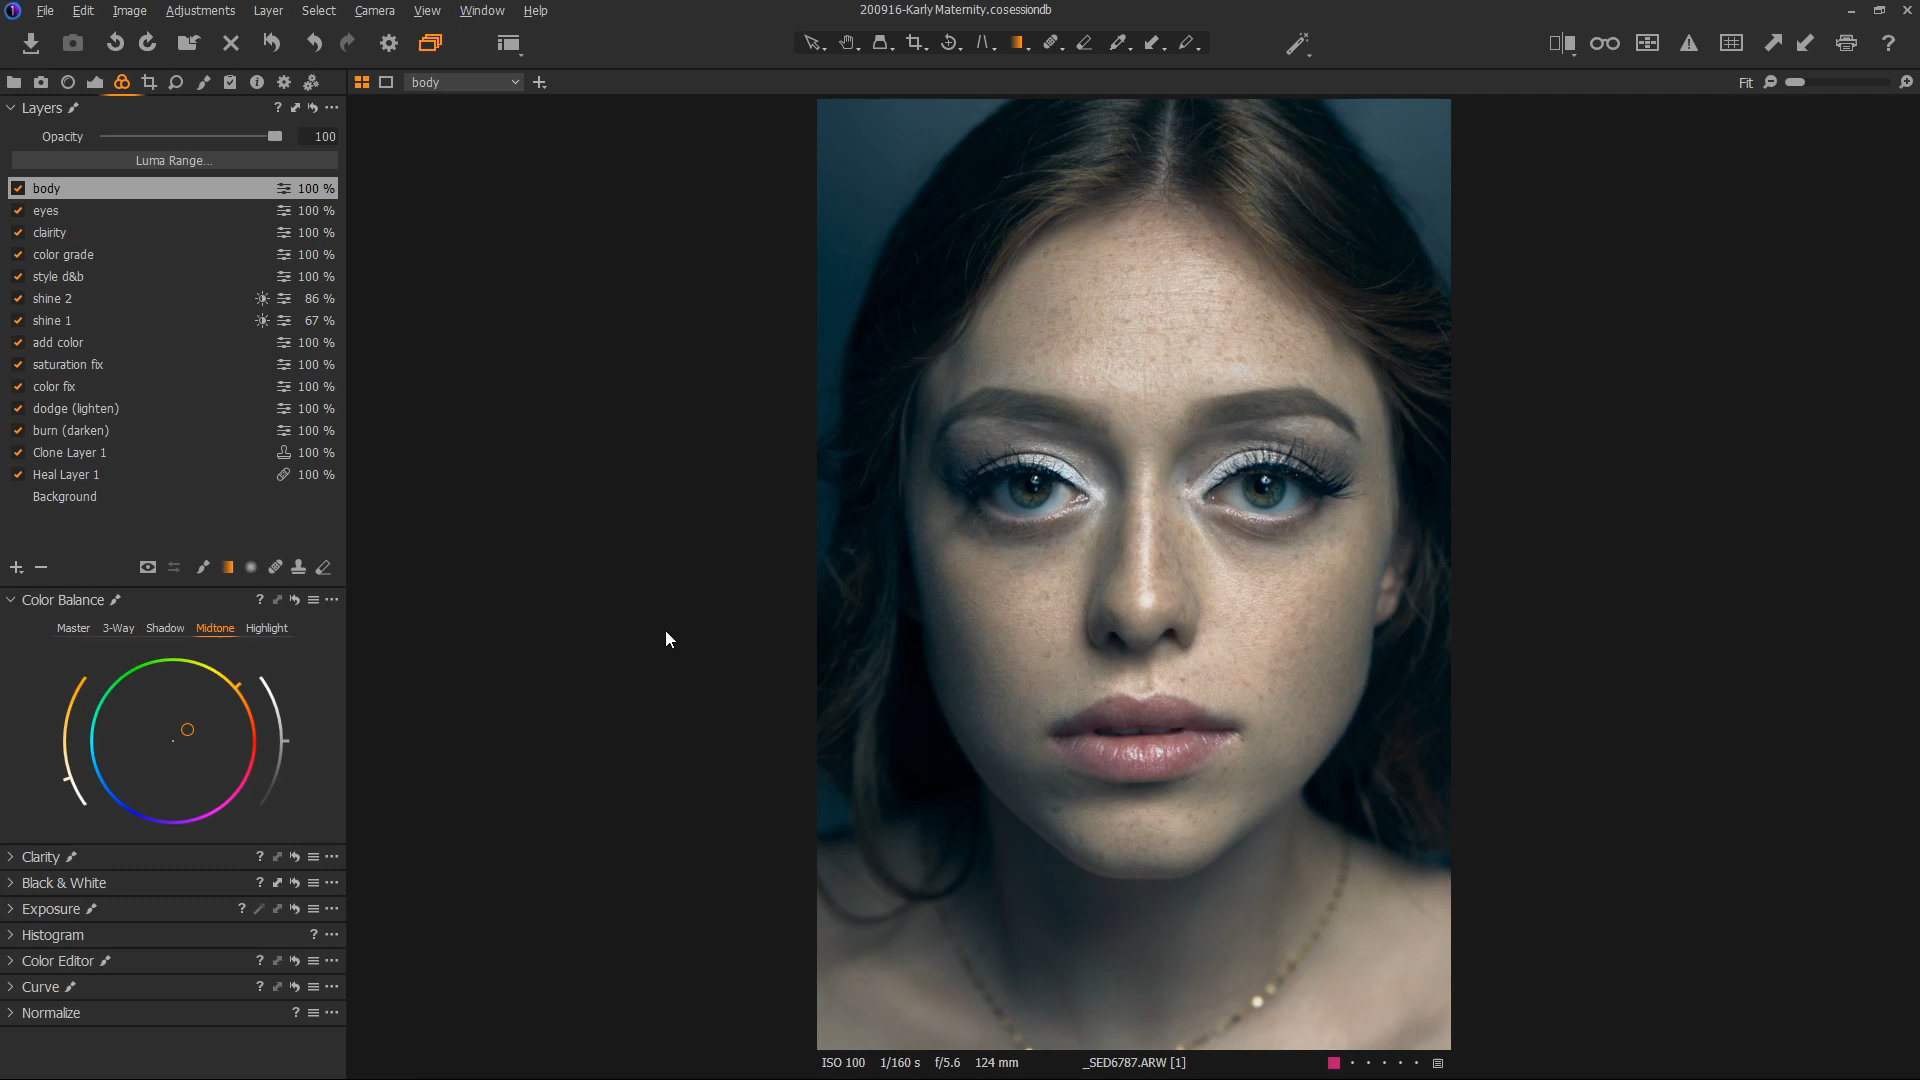 File Edit Image Adjustments Layer Select Camera View Window Help
200916-Karly Maternity.cosessiondb
body
Fit
Layers
Opacity 100
Luma Range...
body 100 %
eyes 100 %
clairity 100 %
color grade 100 %
style d&b 100 %
shine 2 86 %
shine 1 67 %
add color 100 %
saturation fix 100 %
color fix 100 %
dodge (lighten) 100 %
burn (darken) 100 %
Clone Layer 1 100 %
Heal Layer 1 100 %
Background
Color Balance
Master 3-Way Shadow Midtone Highlight
Clarity
Black & White
Exposure
Histogram
Color Editor
Curve
Normalize
ISO 100 1/160 s f/5.6 124 mm _SED6787.ARW [1]